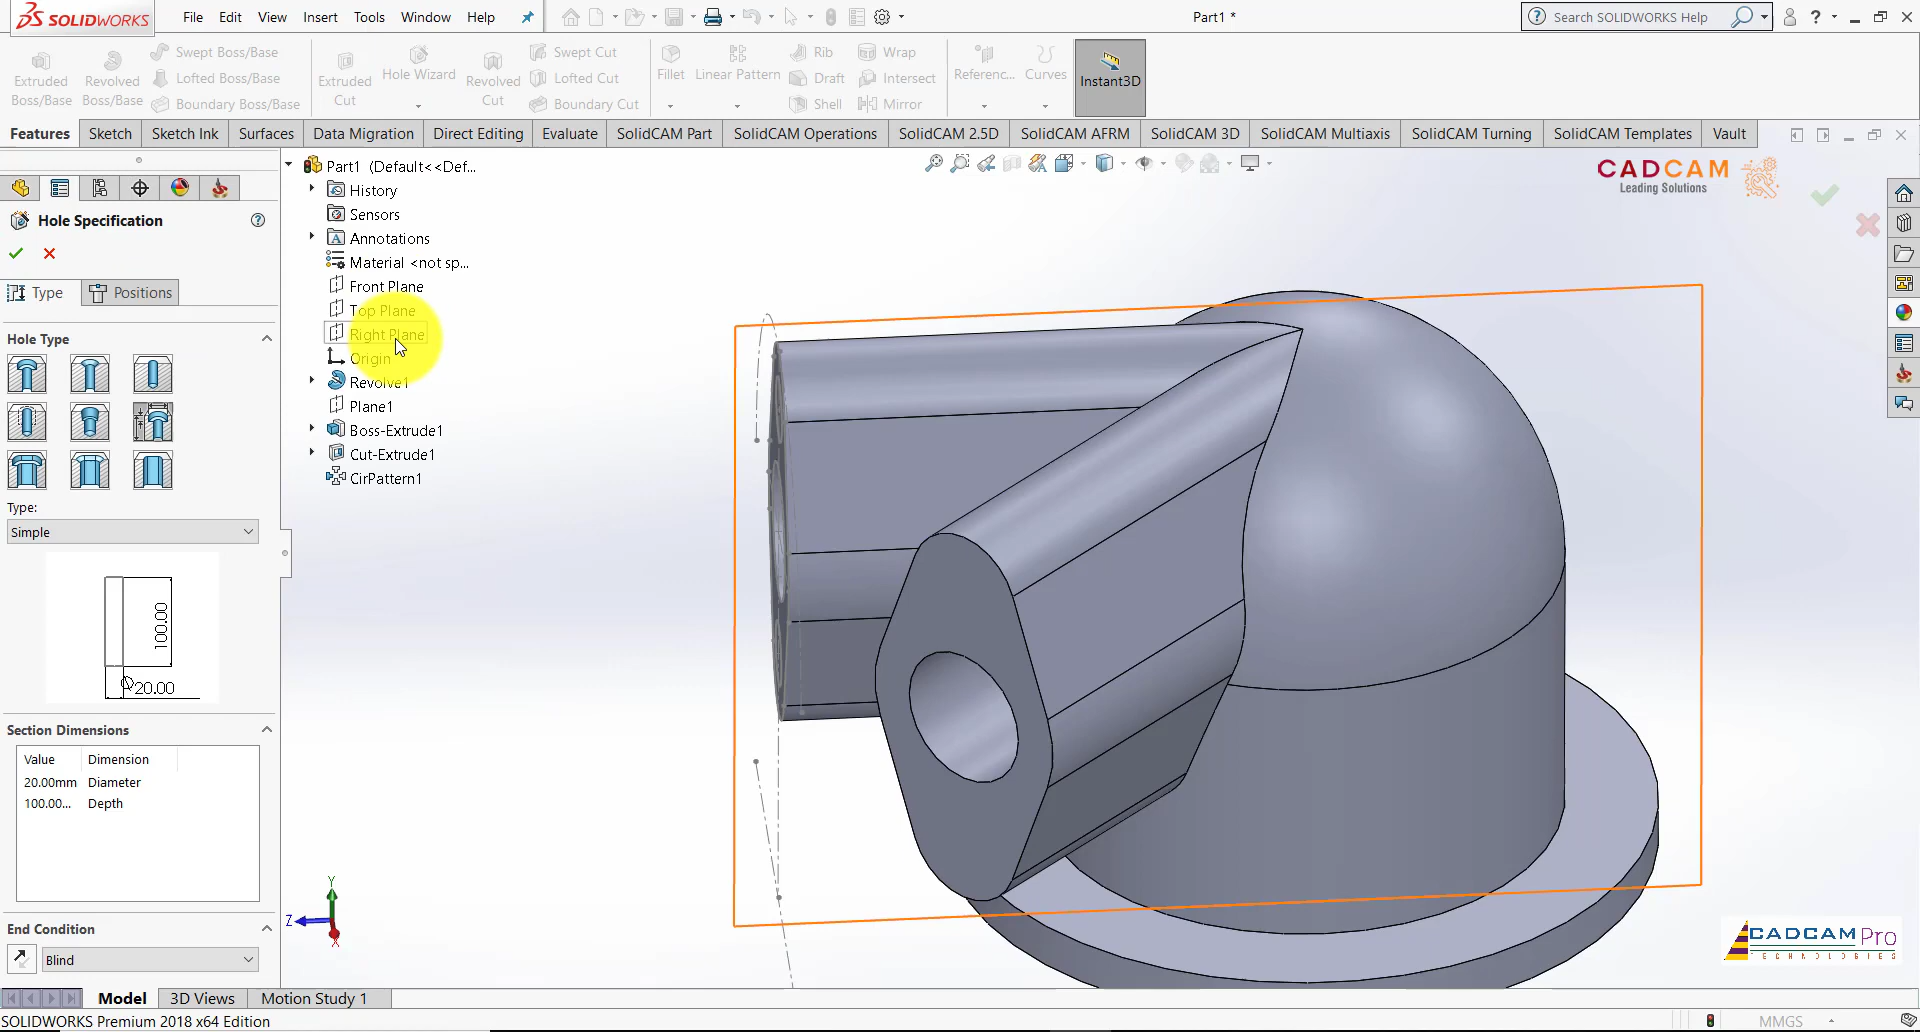 SOLIDWORKS
File Edit View Insert Tools Window Help
Part1 *
Search SOLIDWORKS Help
?
Extruded Boss/Base
Revolved Boss/Base
Swept Boss/Base
Lofted Boss/Base
Boundary Boss/Base
Extruded Cut
Hole Wizard
Revolved Cut
Swept Cut
Lofted Cut
Boundary Cut
Fillet
Linear Pattern
Rib
Draft
Shell
Wrap
Intersect
Mirror
Referenc...
Curves
Instant3D
Features Sketch Sketch Ink Surfaces Data Migration Direct Editing Evaluate SolidCAM Part SolidCAM Operations SolidCAM 2.5D SolidCAM AFRM SolidCAM 3D SolidCAM Multiaxis SolidCAM Turning SolidCAM Templates Vault
Hole Specification
?
Type Positions
Hole Type
Type:
Simple
100.00
20.00
Section Dimensions
Value Dimension
20.00mm Diameter
100.00... Depth
End Condition
Blind
Part1 (Default<<Def...
History
Sensors
A Annotations
Material <not sp...
Front Plane
Top Plane
Right Plane
Origin
Revolve1
Plane1
Boss-Extrude1
Cut-Extrude1
CirPattern1
CADCAM
Leading Solutions
Y
Z
X
CADCAM Pro
TECHNOLOGIES
Model 3D Views Motion Study 1
SOLIDWORKS Premium 2018 x64 Edition
MMGS